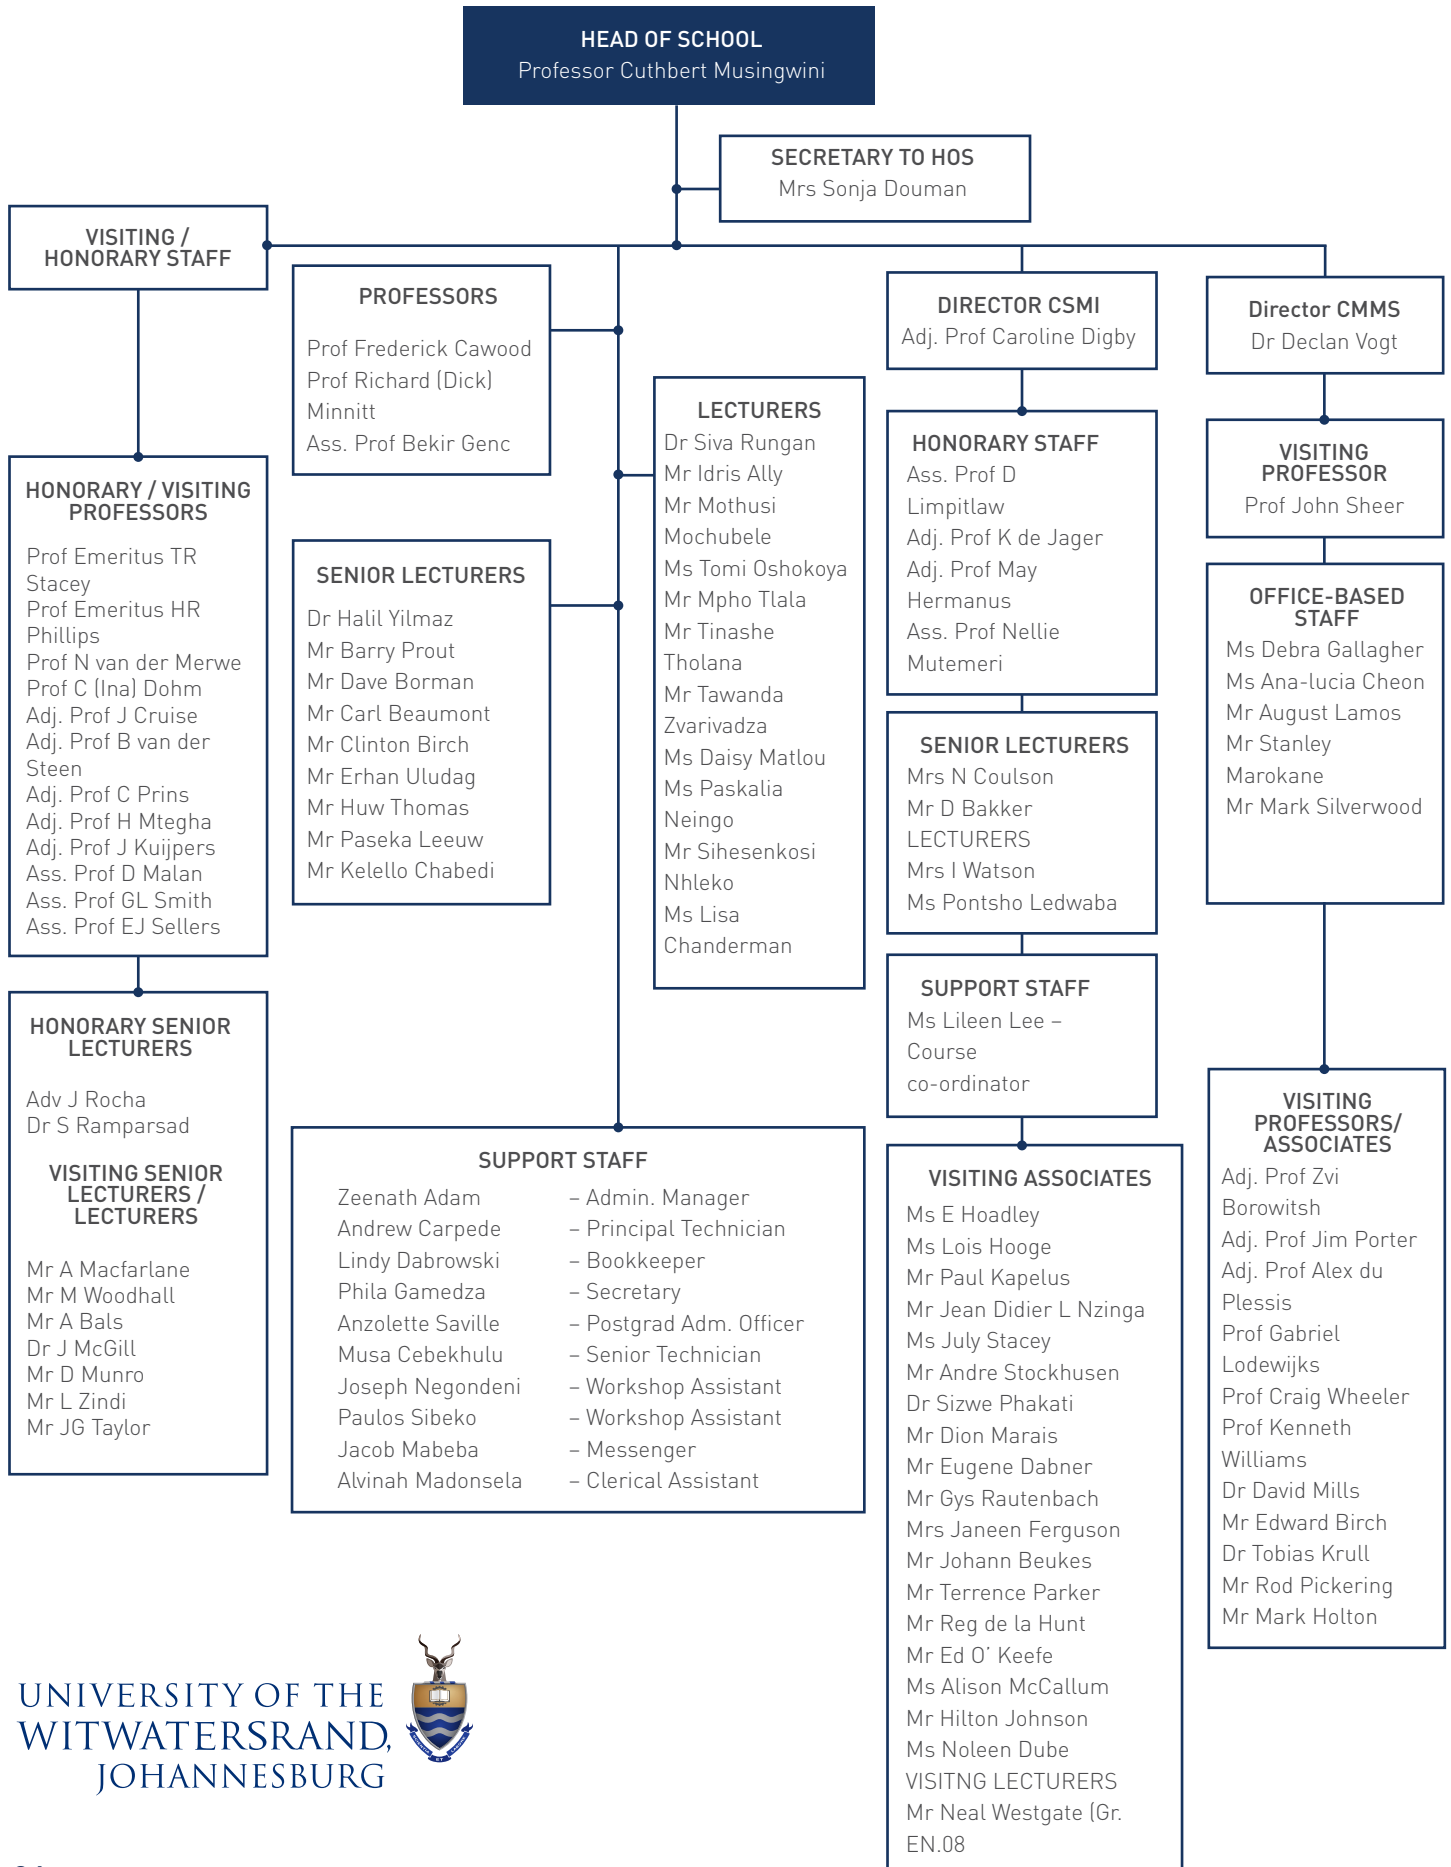 HEAD OF SCHOOL
Professor Cuthbert Musingwini
SECRETARY TO HOS
Mrs Sonja Douman
VISITING /
HONORARY STAFF
HONORARY / VISITING
PROFESSORS
Prof Emeritus TR
Stacey
Prof Emeritus HR
Phillips
Prof N van der Merwe
Prof C (Ina) Dohm
Adj. Prof J Cruise
Adj. Prof B van der
Steen
Adj. Prof C Prins
Adj. Prof H Mtegha
Adj. Prof J Kuijpers
Ass. Prof D Malan
Ass. Prof GL Smith
Ass. Prof EJ Sellers
HONORARY SENIOR
LECTURERS
Adv J Rocha
Dr S Ramparsad
VISITING SENIOR
LECTURERS /
LECTURERS
Mr A Macfarlane
Mr M Woodhall
Mr A Bals
Dr J McGill
Mr D Munro
Mr L Zindi
Mr JG Taylor
PROFESSORS
Prof Frederick Cawood
Prof Richard (Dick)
Minnitt
Ass. Prof Bekir Genc
SENIOR LECTURERS
Dr Halil Yilmaz
Mr Barry Prout
Mr Dave Borman
Mr Carl Beaumont
Mr Clinton Birch
Mr Erhan Uludag
Mr Huw Thomas
Mr Paseka Leeuw
Mr Kelello Chabedi
LECTURERS
Dr Siva Rungan
Mr Idris Ally
Mr Mothusi
Mochubele
Ms Tomi Oshokoya
Mr Mpho Tlala
Mr Tinashe
Tholana
Mr Tawanda
Zvarivadza
Ms Daisy Matlou
Ms Paskalia
Neingo
Mr Sihesenkosi
Nhleko
Ms Lisa
Chanderman
SUPPORT STAFF
Zeenath Adam – Admin. Manager
Andrew Carpede – Principal Technician
Lindy Dabrowski – Bookkeeper
Phila Gamedza – Secretary
Anzolette Saville – Postgrad Adm. Officer
Musa Cebekhulu – Senior Technician
Joseph Negondeni – Workshop Assistant
Paulos Sibeko – Workshop Assistant
Jacob Mabeba – Messenger
Alvinah Madonsela – Clerical Assistant
DIRECTOR CSMI
Adj. Prof Caroline Digby
HONORARY STAFF
Ass. Prof D
Limpitlaw
Adj. Prof K de Jager
Adj. Prof May
Hermanus
Ass. Prof Nellie
Mutemeri
SENIOR LECTURERS
Mrs N Coulson
Mr D Bakker
LECTURERS
Mrs I Watson
Ms Pontsho Ledwaba
SUPPORT STAFF
Ms Lileen Lee –
Course
co-ordinator
VISITING ASSOCIATES
Ms E Hoadley
Ms Lois Hooge
Mr Paul Kapelus
Mr Jean Didier L Nzinga
Ms July Stacey
Mr Andre Stockhusen
Dr Sizwe Phakati
Mr Dion Marais
Mr Eugene Dabner
Mr Gys Rautenbach
Mrs Janeen Ferguson
Mr Johann Beukes
Mr Terrence Parker
Mr Reg de la Hunt
Mr Ed O' Keefe
Ms Alison McCallum
Mr Hilton Johnson
Ms Noleen Dube
VISITNG LECTURERS
Mr Neal Westgate (Gr.
EN.08
Director CMMS
Dr Declan Vogt
VISITING
PROFESSOR
Prof John Sheer
OFFICE-BASED
STAFF
Ms Debra Gallagher
Ms Ana-lucia Cheon
Mr August Lamos
Mr Stanley
Marokane
Mr Mark Silverwood
VISITING
PROFESSORS/
ASSOCIATES
Adj. Prof Zvi
Borowitsh
Adj. Prof Jim Porter
Adj. Prof Alex du
Plessis
Prof Gabriel
Lodewijks
Prof Craig Wheeler
Prof Kenneth
Williams
Dr David Mills
Mr Edward Birch
Dr Tobias Krull
Mr Rod Pickering
Mr Mark Holton
UNIVERSITY OF THE
WITWATERSRAND,
JOHANNESBURG